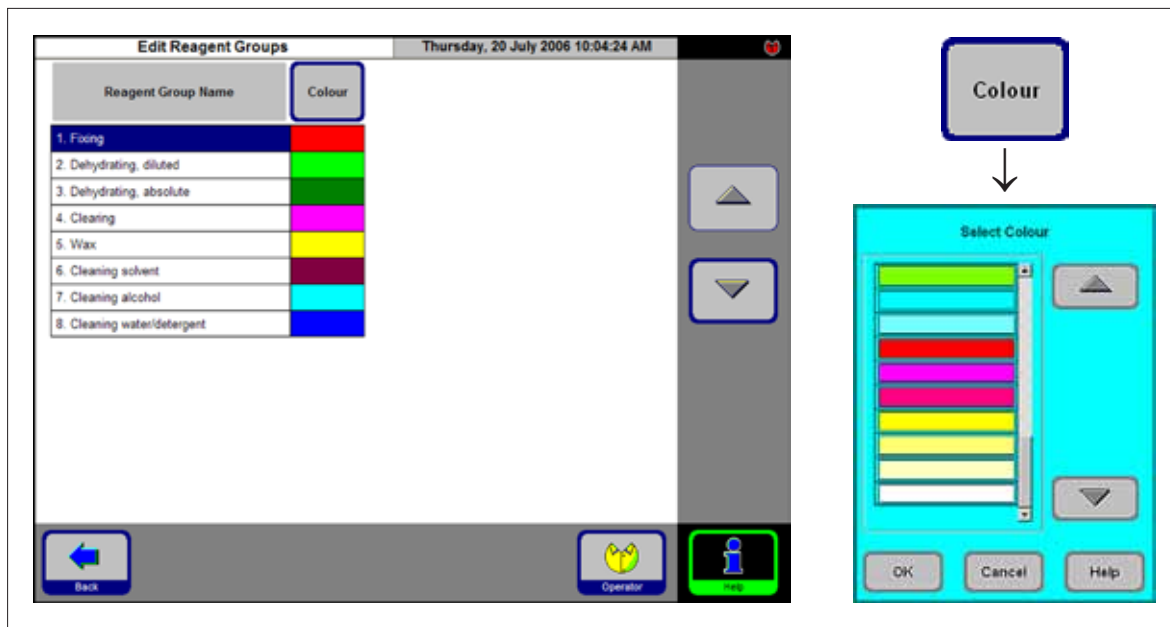 Edit Reagent Groups Thursday, 20 July 2006 10:04:24 AM
Reagent Group Name Colour
1. Fixing
2. Dehydrating, diluted
3. Dehydrating, absolute
4. Clearing
5. Wax
6. Cleaning solvent
7. Cleaning alcohol
8. Cleaning water/detergent
Back Operator Help
Colour
Select Colour
OK Cancel Help